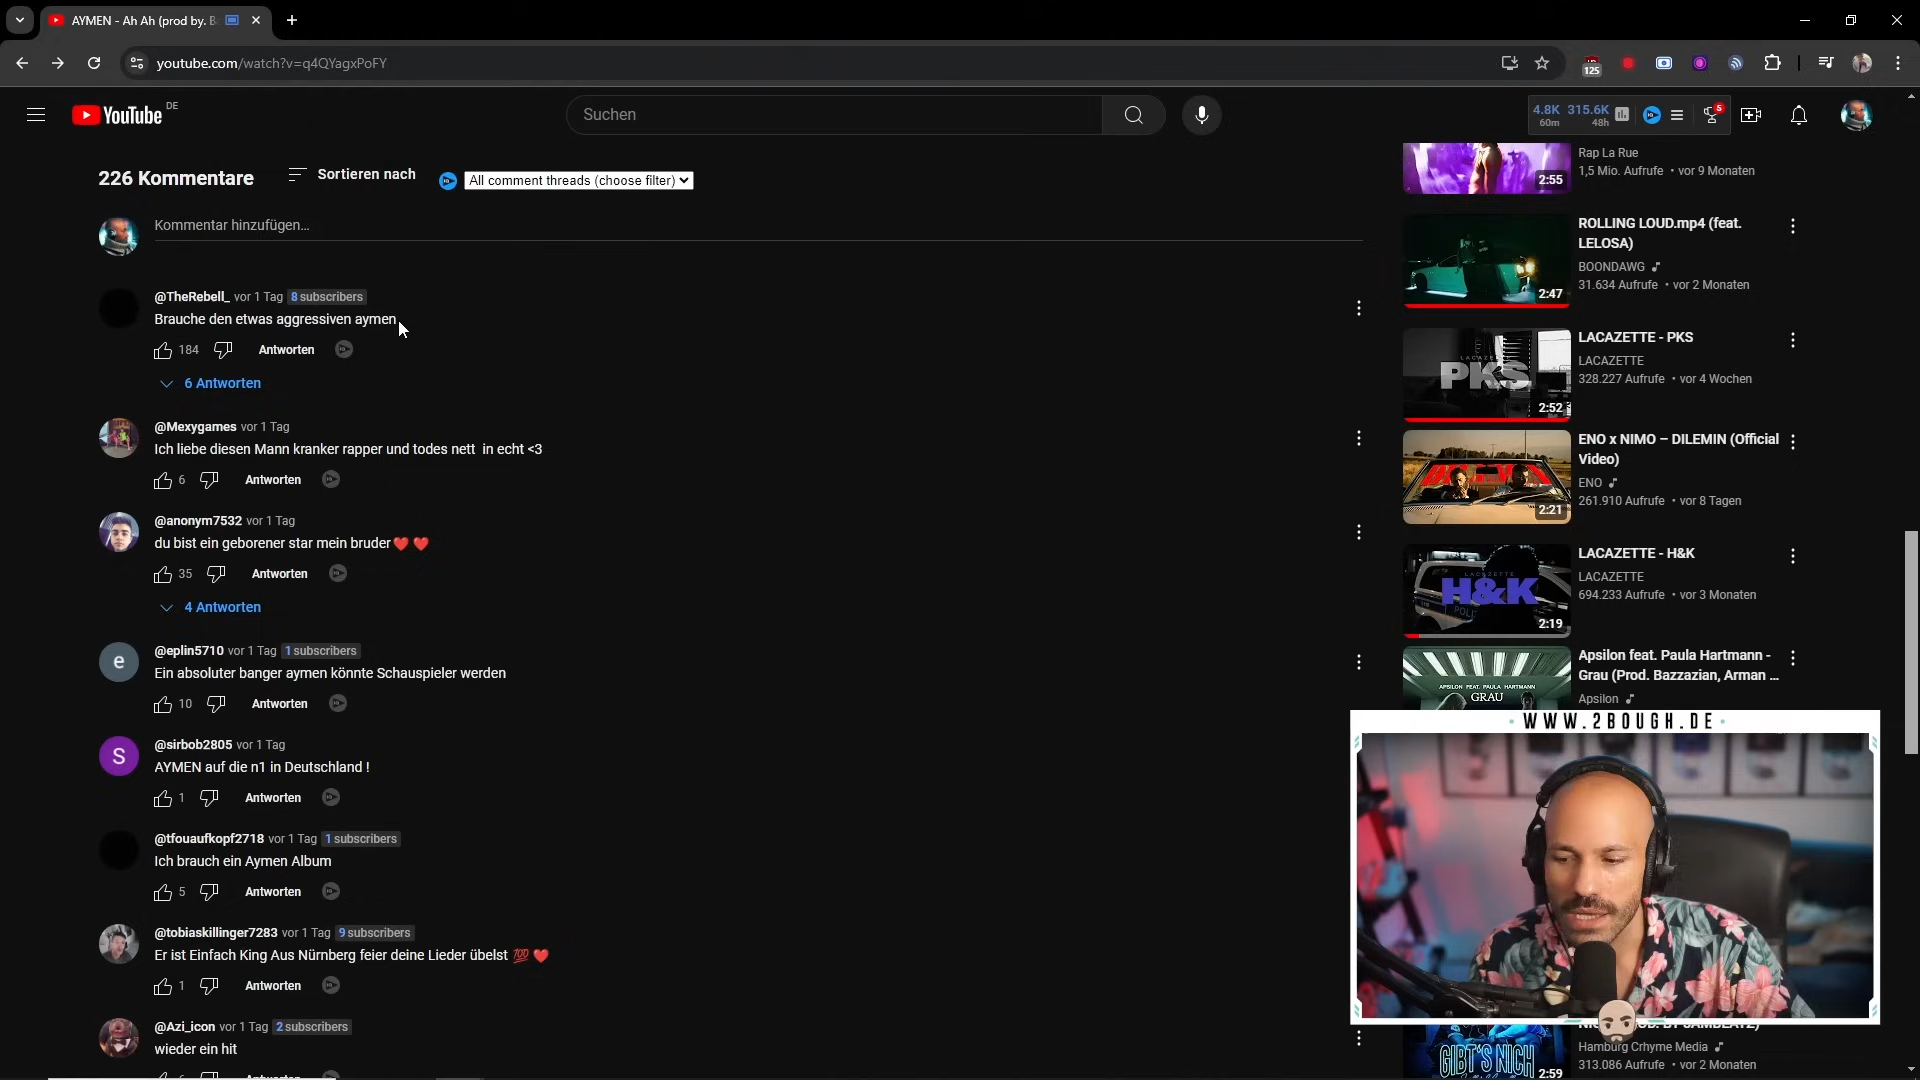 AYMEN - Ah Ah (prod by. B
youtube.com/watch?v=q4QYagxPoFY
125
YouTube DE
Suchen
4.8K 315.6K
60m 48h
5
226 Kommentare
Sortieren nach
All comment threads (choose filter)
Kommentar hinzufügen...
@TheRebell_ vor 1 Tag 8 subscribers
Brauche den etwas aggressiven aymen
184 Antworten
6 Antworten
@Mexygames vor 1 Tag
Ich liebe diesen Mann kranker rapper und todes nett in echt <3
6 Antworten
@anonym7532 vor 1 Tag
du bist ein geborener star mein bruder❤️❤️
35 Antworten
4 Antworten
e
@eplin5710 vor 1 Tag 1 subscribers
Ein absoluter banger aymen könnte Schauspieler werden
10 Antworten
S
@sirbob2805 vor 1 Tag
AYMEN auf die n1 in Deutschland !
1 Antworten
@tfouaufkopf2718 vor 1 Tag 1 subscribers
Ich brauch ein Aymen Album
5 Antworten
@tobiaskillinger7283 vor 1 Tag 9 subscribers
Er ist Einfach King Aus Nürnberg feier deine Lieder übelst 💯❤️
1 Antworten
@Azi_icon vor 1 Tag 2 subscribers
wieder ein hit
Rap La Rue
2:55
1,5 Mio. Aufrufe • vor 9 Monaten
ROLLING LOUD.mp4 (feat.
LELOSA)
BOONDAWG
2:47
31.634 Aufrufe • vor 2 Monaten
LACAZETTE
PKS
2:52
LACAZETTE - PKS
LACAZETTE
328.227 Aufrufe • vor 4 Wochen
ENO x NIMO – DILEMIN (Official
Video)
ENO
2:21
261.910 Aufrufe • vor 8 Tagen
LACAZETTE
H&K
2:19
LACAZETTE - H&K
LACAZETTE
694.233 Aufrufe • vor 3 Monaten
APSILON FEAT. PAULA HARTMANN
GRAU
Apsilon feat. Paula Hartmann -
Grau (Prod. Bazzazian, Arman ...
Apsilon
WWW.2BOUGH.DE
GIBT'S NICH
2:59
Hamburg Crhyme Media
313.086 Aufrufe • vor 2 Monaten